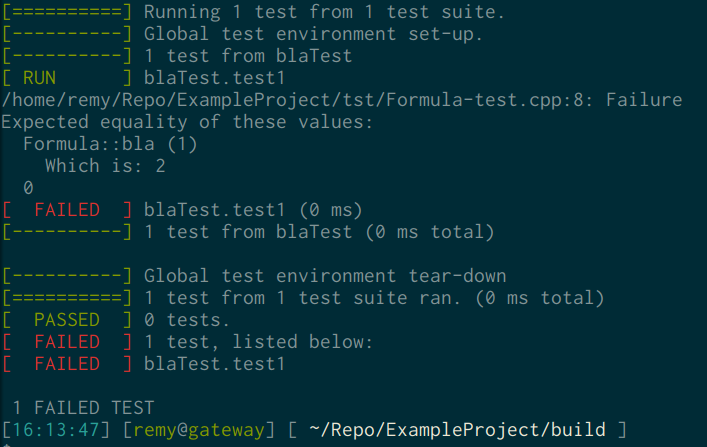 [==========] Running 1 test from 1 test suite.
[----------] Global test environment set-up.
[----------] 1 test from blaTest
[ RUN      ] blaTest.test1
/home/remy/Repo/ExampleProject/tst/Formula-test.cpp:8: Failure
Expected equality of these values:
  Formula::bla (1)
    Which is: 2
  0
[  FAILED  ] blaTest.test1 (0 ms)
[----------] 1 test from blaTest (0 ms total)

[----------] Global test environment tear-down
[==========] 1 test from 1 test suite ran. (0 ms total)
[  PASSED  ] 0 tests.
[  FAILED  ] 1 test, listed below:
[  FAILED  ] blaTest.test1

 1 FAILED TEST
[16:13:47] [remy@gateway] [ ~/Repo/ExampleProject/build ]